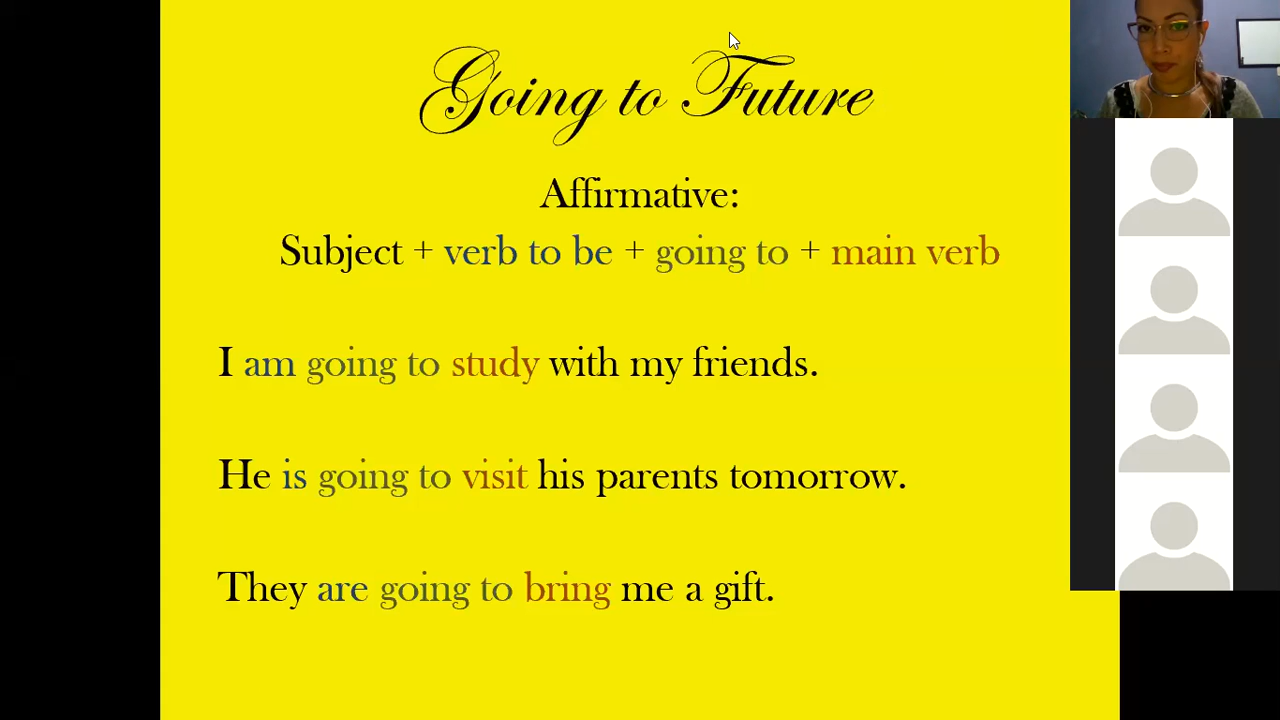 Going to Future
Affirmative:
Subject + verb to be + going to + main verb
I am going to study with my friends.
He is going to visit his parents tomorrow.
They are going to bring me a gift.